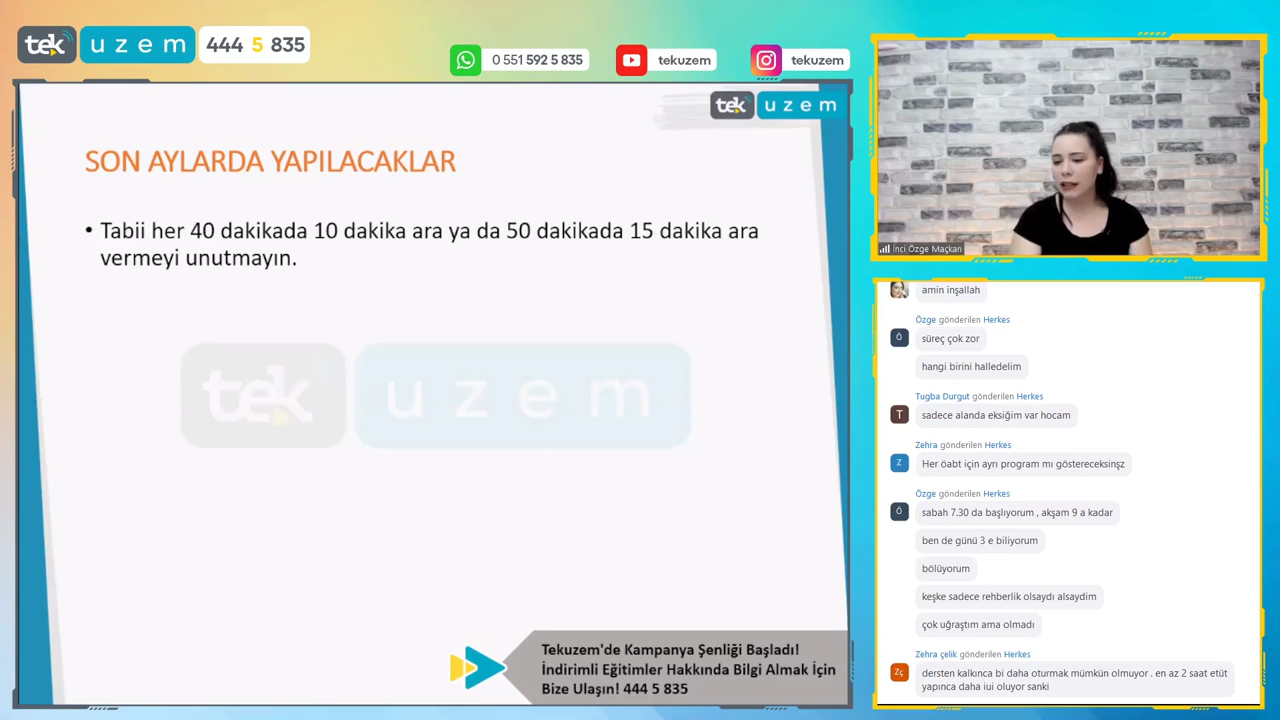 tek uzem 444 5 835
0 551 592 5 835
tekuzem
tekuzem
tek uzem
SON AYLARDA YAPILACAKLAR
• Tabii her 40 dakikada 10 dakika ara ya da 50 dakikada 15 dakika ara
vermeyi unutmayın.
tek uzem
Tekuzem'de Kampanya Şenliği Başladı!
İndirimli Eğitimler Hakkında Bilgi Almak İçin
Bize Ulaşın! 444 5 835
İnci Özge Maçkan
amin inşallah
Özge gönderilen Herkes
Ö
süreç çok zor
hangi birini halledelim
Tugba Durgut gönderilen Herkes
T
sadece alanda eksiğim var hocam
Zehra gönderilen Herkes
Z
Her öabt için ayrı program mı göstereceksinşz
Özge gönderilen Herkes
Ö
sabah 7.30 da başlıyorum , akşam 9 a kadar
ben de günü 3 e biliyorum
bölüyorum
keşke sadece rehberlik olsaydı alsaydim
çok uğraştım ama olmadı
Zehra çelik gönderilen Herkes
Zç
dersten kalkınca bi daha oturmak mümkün olmuyor . en az 2 saat etüt
yapınca daha iui oluyor sanki